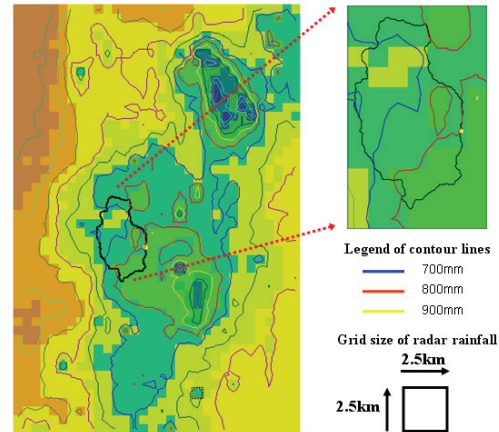 Legend of contour lines
700mm
800mm
900mm
Grid size of radar rainfall
2.5km
2.5km